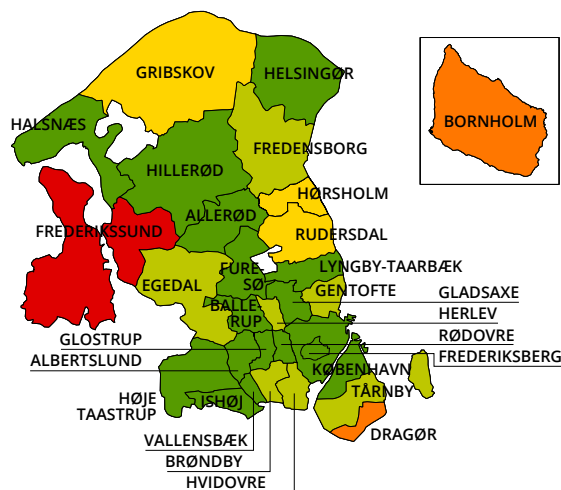 GRIBSKOV
HELSINGØR
HALSNÆS
BORNHOLM
FREDENSBORG
HILLERØD
HØRSHOLM
ALLERØD
FREDERIKSSUND
RUDERSDAL
FURE-
SØ
LYNGBY-TAARBÆK
EGEDAL
GENTOFTE
GLADSAXE
BALLE-
RUP
HERLEV
GLOSTRUP
RØDOVRE
ALBERTSLUND
FREDERIKSBERG
KØBENHAVN
TÅRNBY
HØJE
TAASTRUP
ISHØJ
DRAGØR
VALLENSBÆK
BRØNDBY
HVIDOVRE